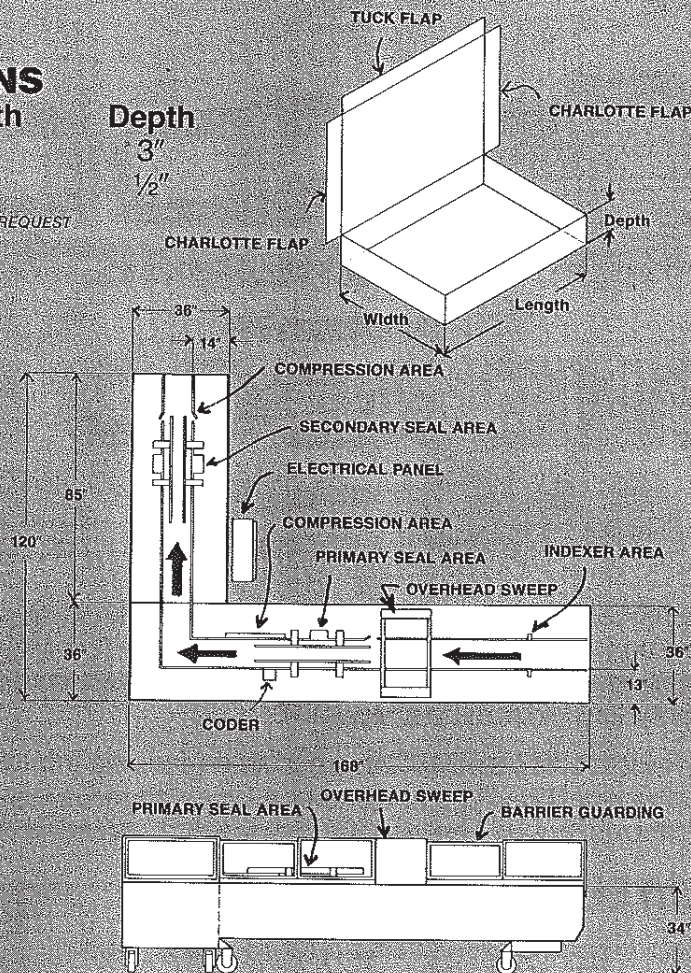 TUCK FLAP
NS
th
Depth
3"
½"
CHARLOTTE FLAP
REQUEST
CHARLOTTE FLAP
Depth
Width
Length
36"
14"
COMPRESSION AREA
SECONDARY SEAL AREA
ELECTRICAL PANEL
85"
120"
COMPRESSION AREA
PRIMARY SEAL AREA
INDEXER AREA
OVERHEAD SWEEP
36"
36"
13"
CODER
168"
PRIMARY SEAL AREA
OVERHEAD SWEEP
BARRIER GUARDING
34"